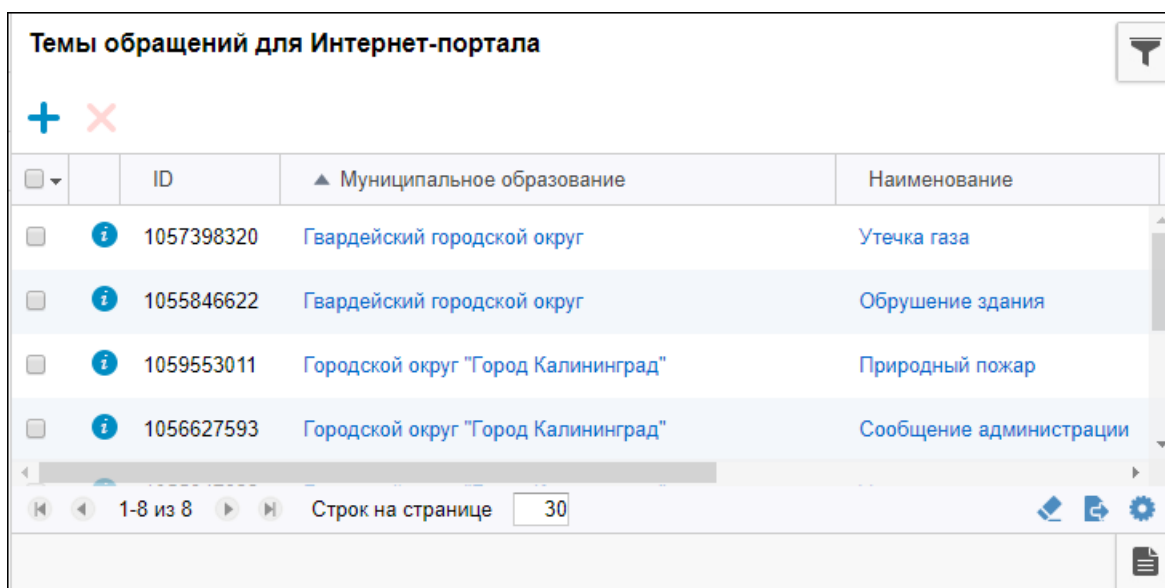 Темы обращений для Интернет-портала
ID Муниципальное образование Наименование
1057398320 Гвардейский городской округ Утечка газа
1055846622 Гвардейский городской округ Обрушение здания
1059553011 Городской округ "Город Калининград" Природный пожар
1056627593 Городской округ "Город Калининград" Сообщение администрации
1-8 из 8 Строк на странице 30